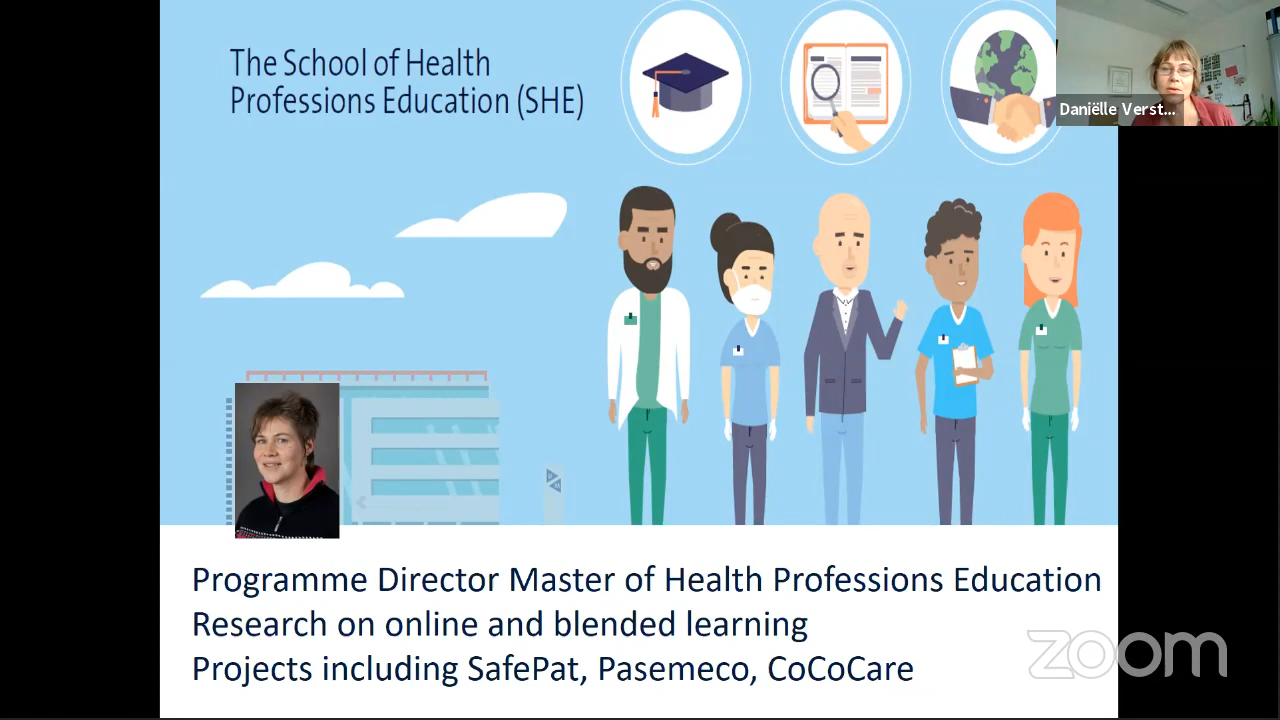 The School of Health
Professions Education (SHE)
Daniëlle Verst...
Programme Director Master of Health Professions Education
Research on online and blended learning
Projects including SafePat, Pasemeco, CoCoCare
zoom